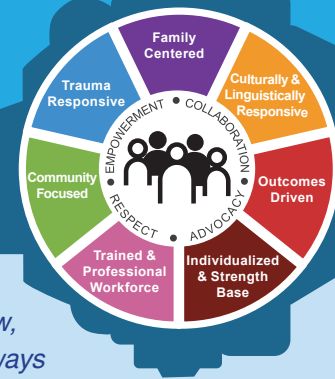 Family
Centered
Culturally &
Linguistically
Responsive
Outcomes
Driven
Individualized
& Strength
Base
Trained &
Professional
Workforce
Community
Focused
Trauma
Responsive
EMPOWERMENT • COLLABORATION • ADVOCACY • RESPECT •
ways